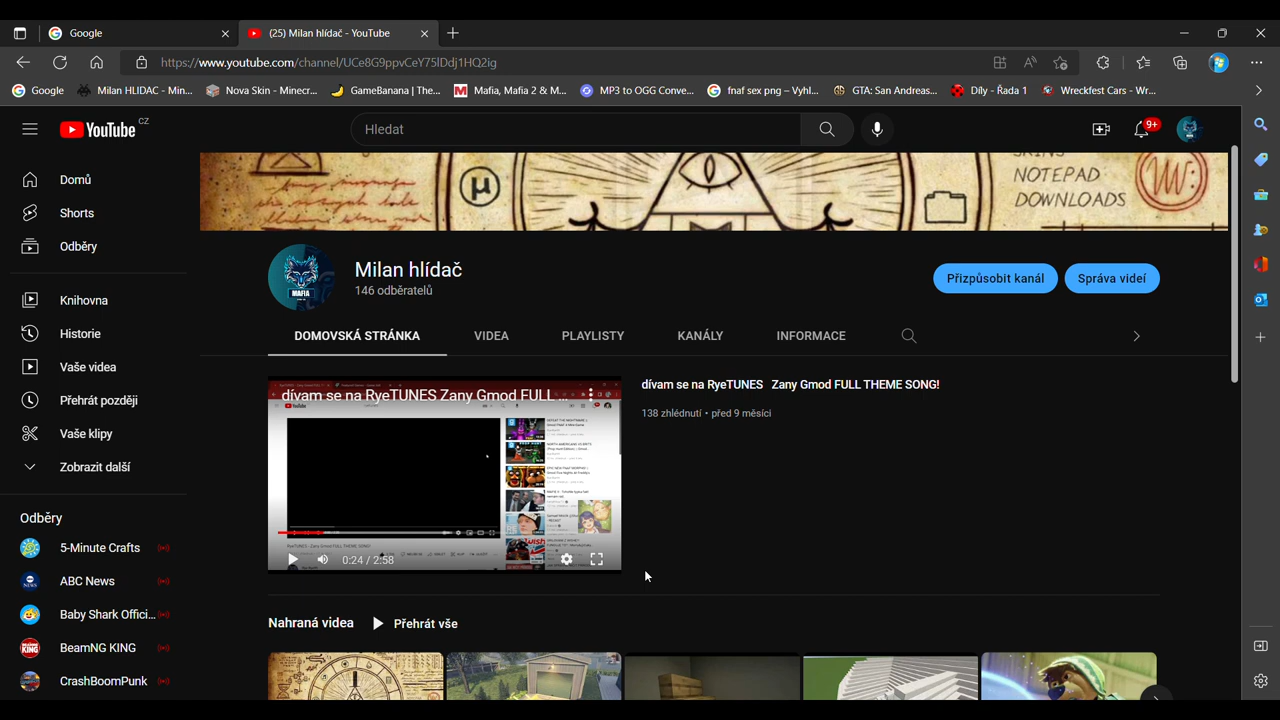 Google
(25) Milan hlídač - YouTube
https://www.youtube.com/channel/UCe8G9ppvCeY75lDdj1HQ2ig
Google
Milan HLIDAC - Min...
Nova Skin - Minecr...
GameBanana | The...
Mafia, Mafia 2 & M...
MP3 to OGG Conve...
fnaf sex png – Vyhl...
GTA: San Andreas...
Díly - Řada 1
Wreckfest Cars - Wr...
YouTube CZ
Hledat
9+
NOTEPAD
DOWNLOADS
Domů
Shorts
Odběry
Knihovna
Historie
Vaše videa
Přehrát později
Vaše klipy
Zobrazit další
Odběry
5-Minute Crafts
ABC News
Baby Shark Offici...
BeamNG KING
CrashBoomPunk
MAFIA
Milan hlídač
146 odběratelů
Přizpůsobit kanál
Správa videí
DOMOVSKÁ STRÁNKA
VIDEA
PLAYLISTY
KANÁLY
INFORMACE
dívam se na RyeTUNES Zany Gmod FULL ...
0:24 / 2:58
dívam se na RyeTUNES Zany Gmod FULL THEME SONG!
138 zhlédnutí • před 9 měsíci
Nahraná videa
Přehrát vše